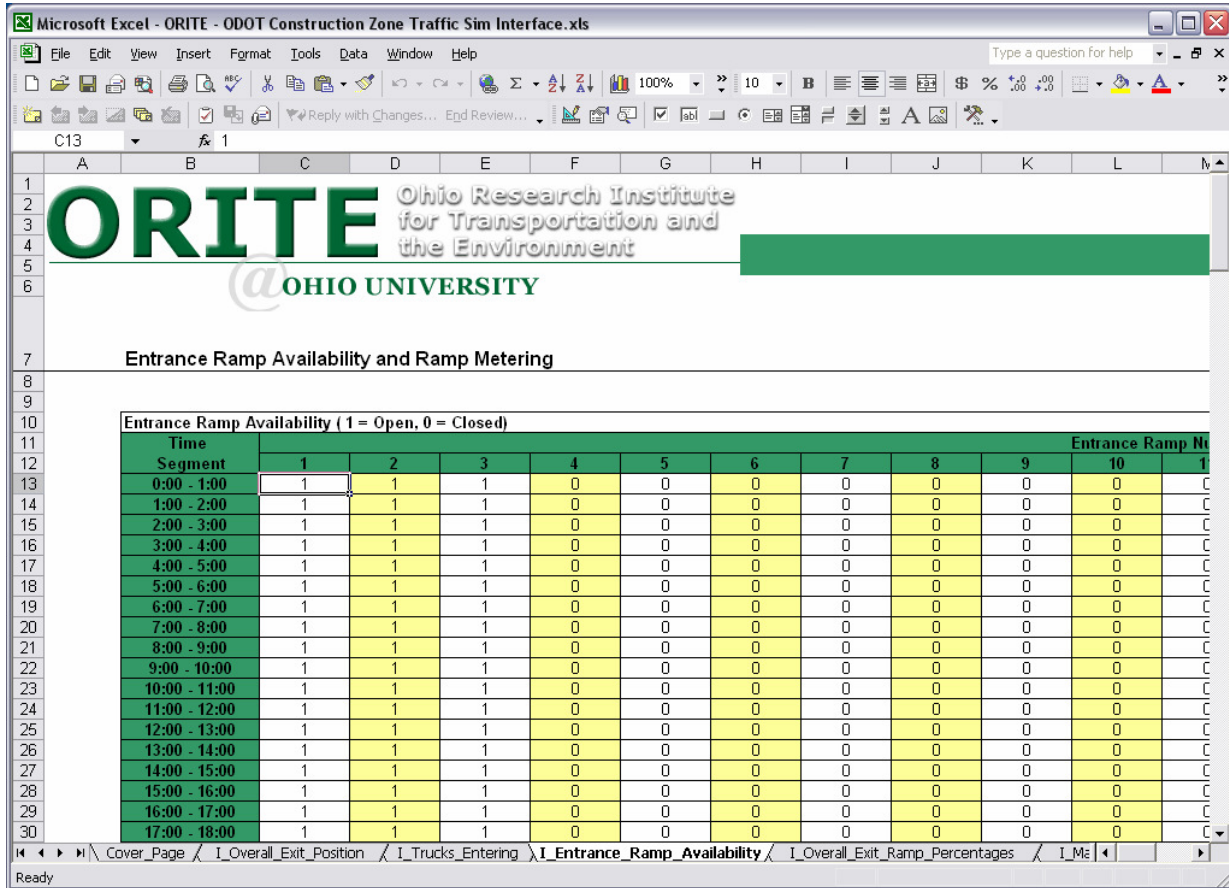 Microsoft Excel - ORITE - ODOT Construction Zone Traffic Sim Interface.xls
File Edit View Insert Format Tools Data Window Help Type a question for help
100% 10 B $ % A
Reply with Changes... End Review... A
C13 fx 1
A B C D E F G H I J K L
1
2
3
4
5
6
ORITE
Ohio Research Institute
for Transportation and
the Environment
@OHIO UNIVERSITY
7 Entrance Ramp Availability and Ramp Metering
8
9
10 Entrance Ramp Availability ( 1 = Open, 0 = Closed)
11 Time Entrance Ramp Nu
12 Segment 1 2 3 4 5 6 7 8 9 10 1
13 0:00 - 1:00 1 1 1 0 0 0 0 0 0 0
14 1:00 - 2:00 1 1 1 0 0 0 0 0 0 0
15 2:00 - 3:00 1 1 1 0 0 0 0 0 0 0
16 3:00 - 4:00 1 1 1 0 0 0 0 0 0 0
17 4:00 - 5:00 1 1 1 0 0 0 0 0 0 0
18 5:00 - 6:00 1 1 1 0 0 0 0 0 0 0
19 6:00 - 7:00 1 1 1 0 0 0 0 0 0 0
20 7:00 - 8:00 1 1 1 0 0 0 0 0 0 0
21 8:00 - 9:00 1 1 1 0 0 0 0 0 0 0
22 9:00 - 10:00 1 1 1 0 0 0 0 0 0 0
23 10:00 - 11:00 1 1 1 0 0 0 0 0 0 0
24 11:00 - 12:00 1 1 1 0 0 0 0 0 0 0
25 12:00 - 13:00 1 1 1 0 0 0 0 0 0 0
26 13:00 - 14:00 1 1 1 0 0 0 0 0 0 0
27 14:00 - 15:00 1 1 1 0 0 0 0 0 0 0
28 15:00 - 16:00 1 1 1 0 0 0 0 0 0 0
29 16:00 - 17:00 1 1 1 0 0 0 0 0 0 0
30 17:00 - 18:00 1 1 1 0 0 0 0 0 0 0
Cover_Page I_Overall_Exit_Position I_Trucks_Entering I_Entrance_Ramp_Availability I_Overall_Exit_Ramp_Percentages I_Ma
Ready